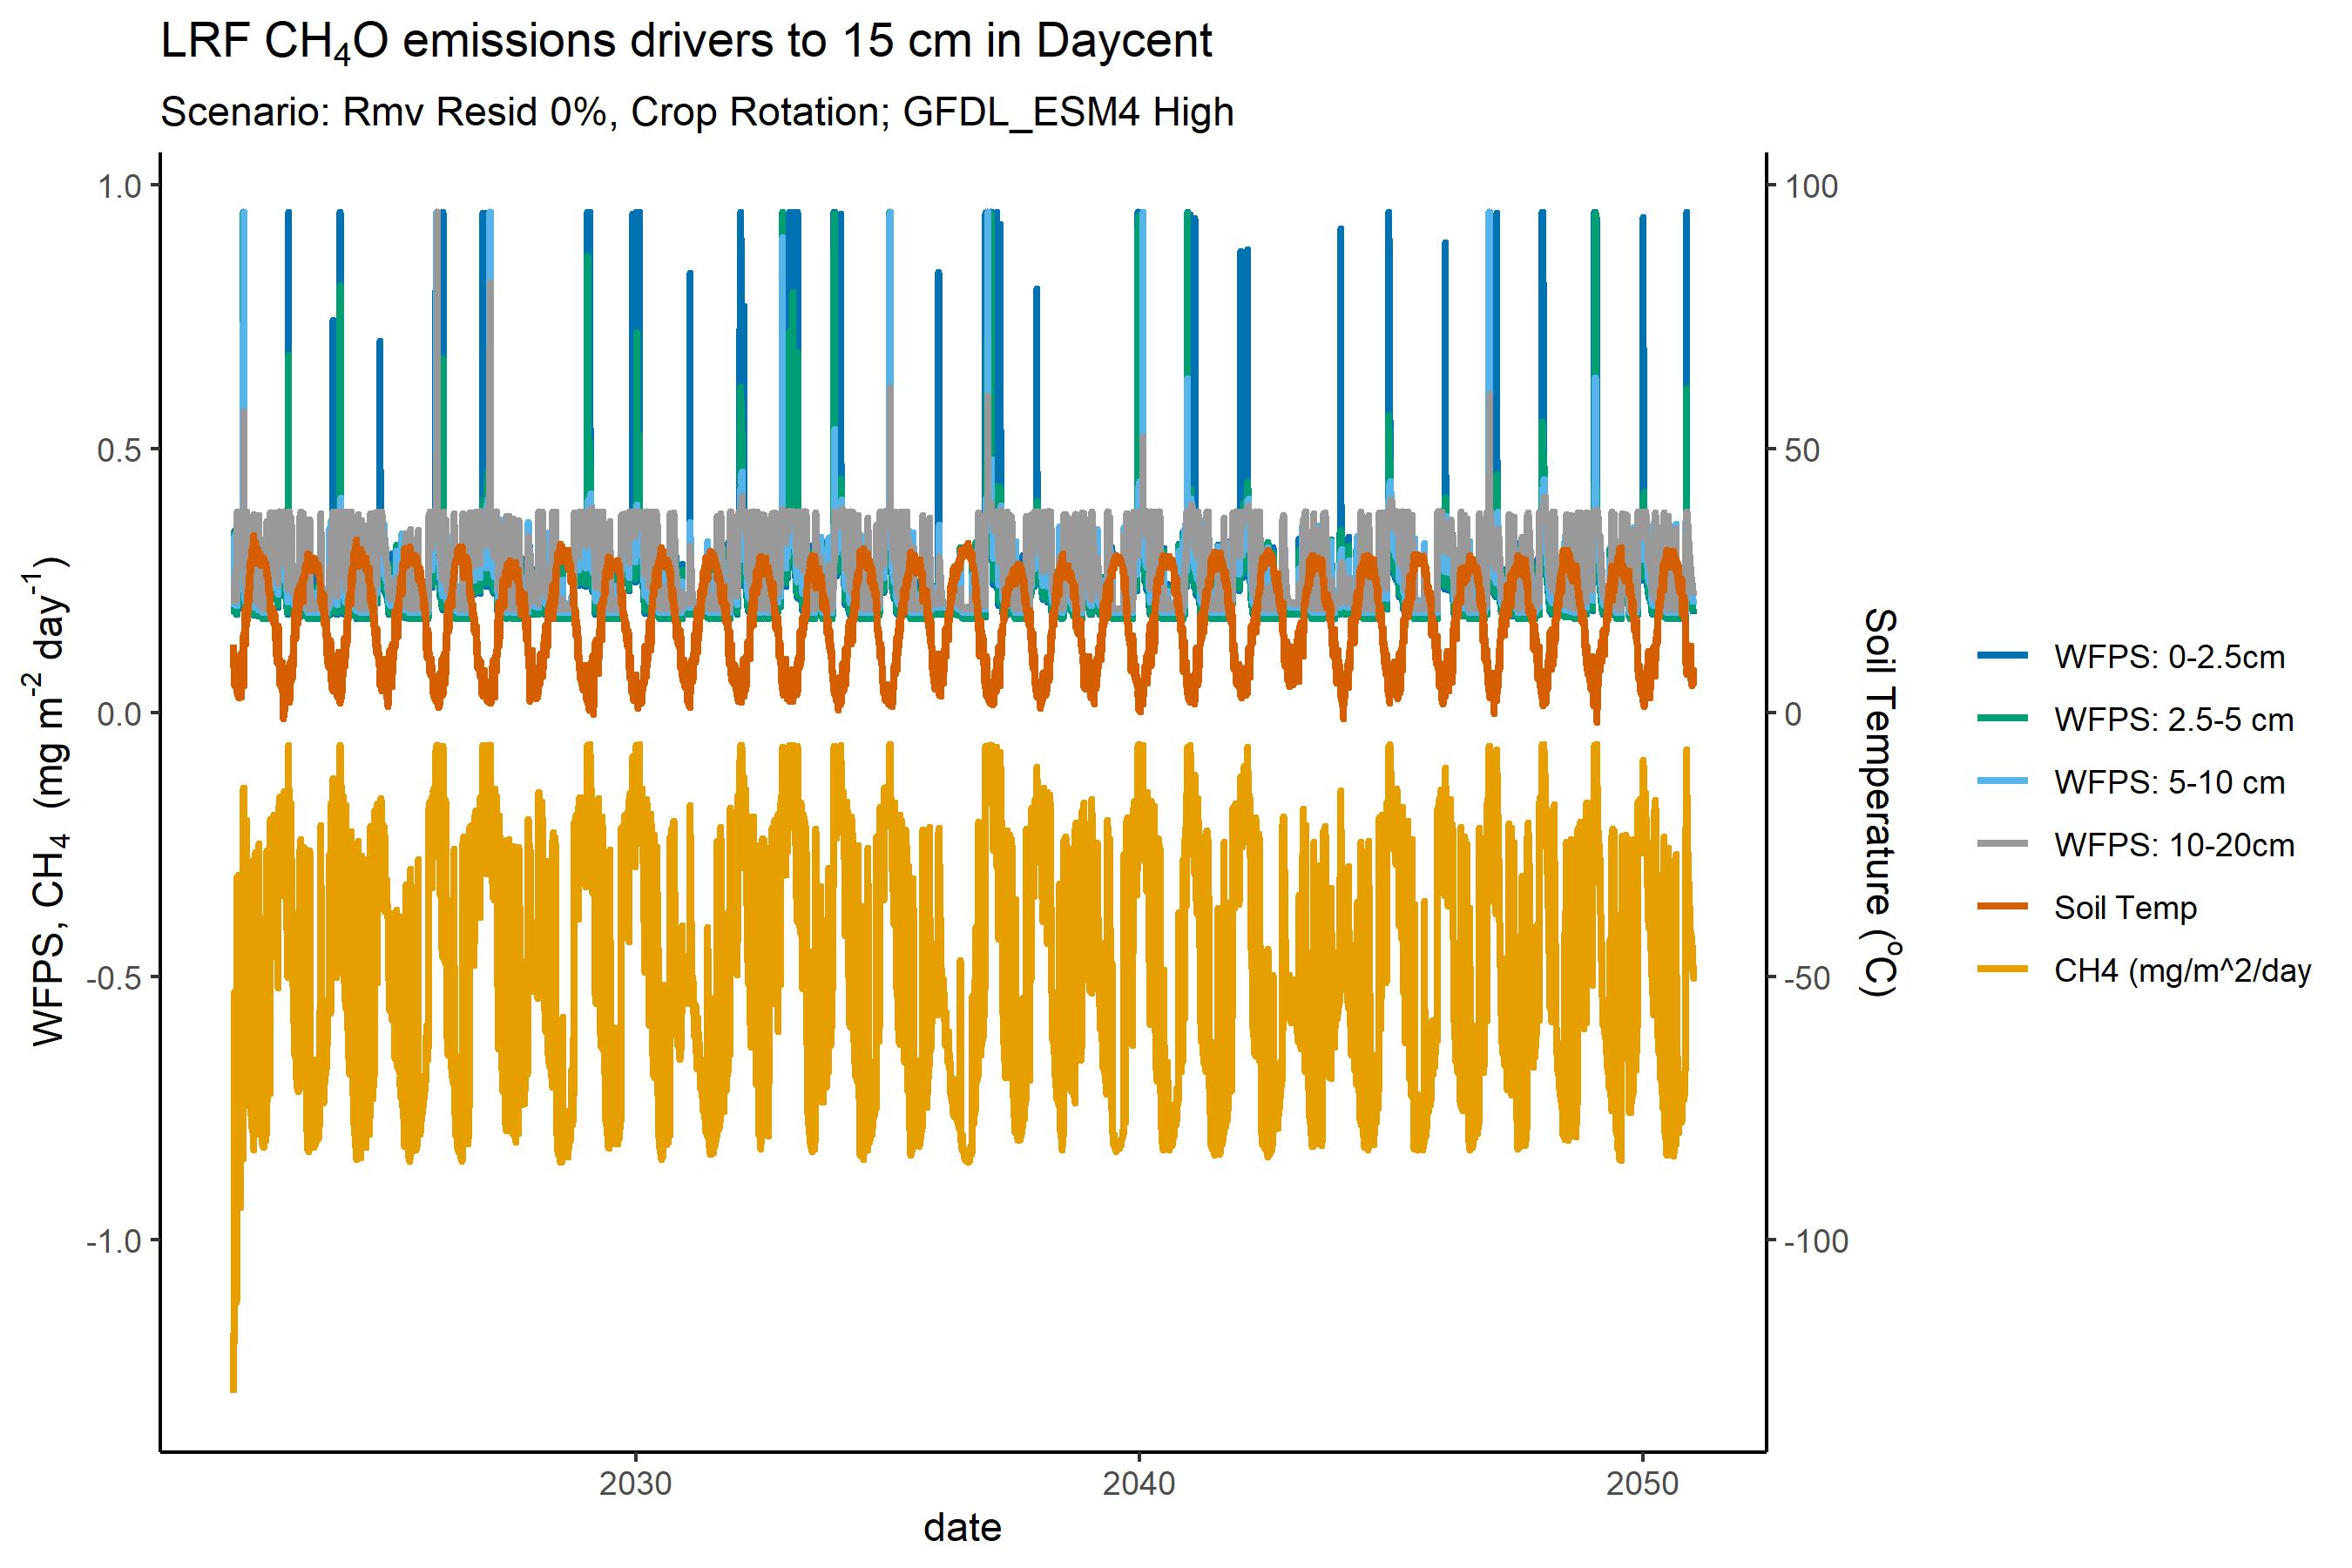 LRF CH₄O emissions drivers to 15 cm in Daycent
Scenario: Rmv Resid 0%, Crop Rotation; GFDL_ESM4 High
WFPS, CH₄ (mg m⁻² day⁻¹)
1.0
0.5
0.0
-0.5
-1.0
100
50
0
-50
-100
Soil Temperature (°C)
2030
2040
2050
date
WFPS: 0-2.5cm
WFPS: 2.5-5 cm
WFPS: 5-10 cm
WFPS: 10-20cm
Soil Temp
CH4 (mg/m^2/day